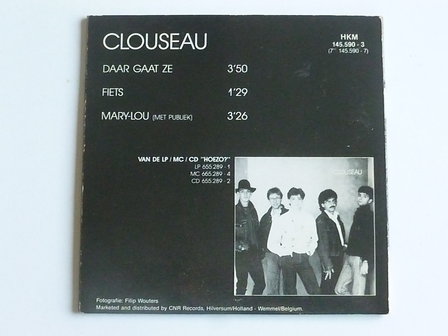 CLOUSEAU
HKM
145.590 - 3
(7" 145.590 - 7)
DAAR GAAT ZE 3'50
FIETS 1'29
MARY-LOU (MET PUBLIEK) 3'26
VAN DE LP / MC / CD "HOEZO?"
LP 655.289 - 1
MC 655.289 - 4
CD 655.289 - 2
CLOUSEAU
Fotografie: Filip Wouters
Marketed and distributed by CNR Records, Hilversum/Holland - Wemmel/Belgium.